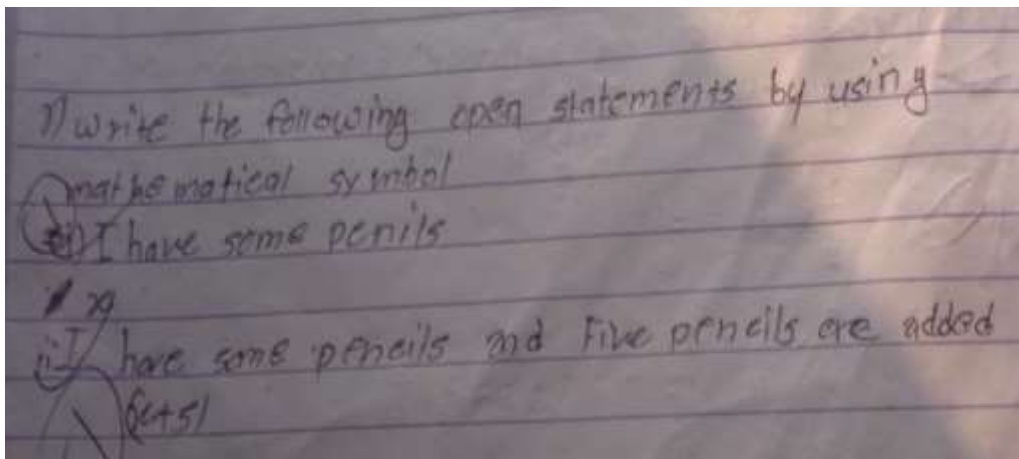 1) write the following open statements by using
mathematical symbol
i) I have some penils
x
ii) I have some pencils and Five pencils are added
(x+5)